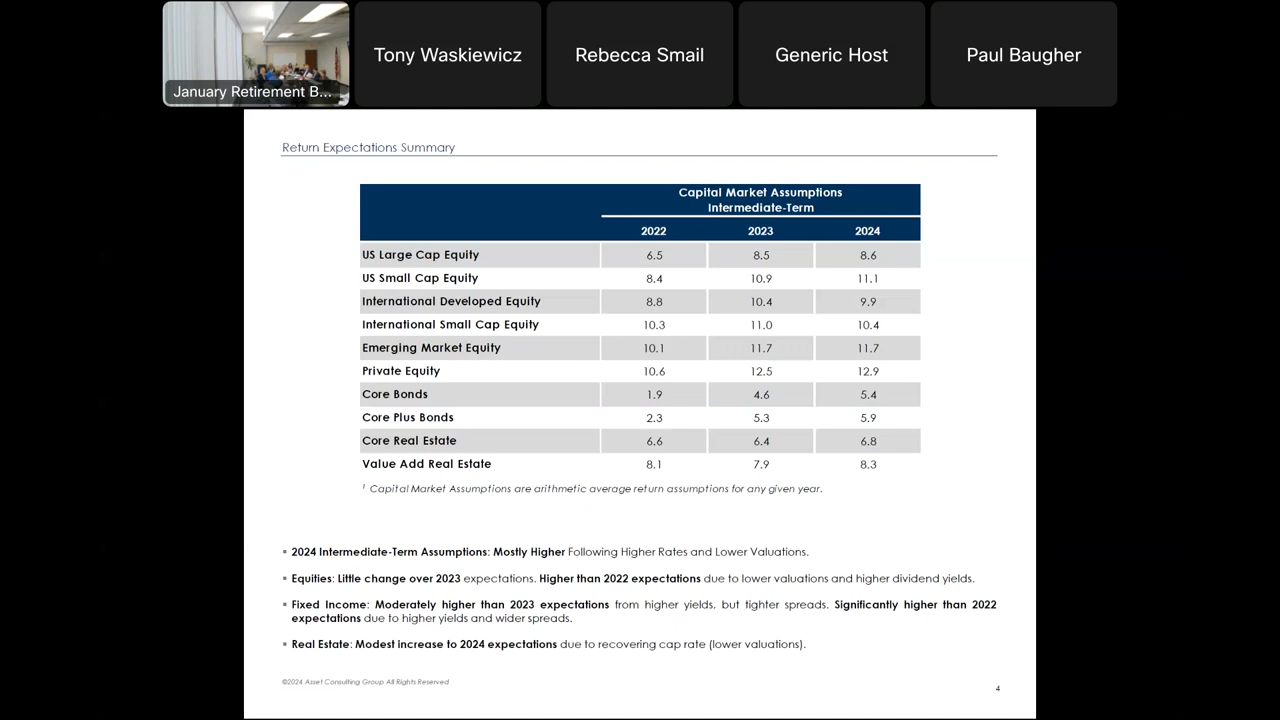 January Retirement B...
Tony Waskiewicz
Rebecca Smail
Generic Host
Paul Baugher
Return Expectations Summary
Capital Market Assumptions
Intermediate-Term
2022 2023 2024
US Large Cap Equity 6.5 8.5 8.6
US Small Cap Equity 8.4 10.9 11.1
International Developed Equity 8.8 10.4 9.9
International Small Cap Equity 10.3 11.0 10.4
Emerging Market Equity 10.1 11.7 11.7
Private Equity 10.6 12.5 12.9
Core Bonds 1.9 4.6 5.4
Core Plus Bonds 2.3 5.3 5.9
Core Real Estate 6.6 6.4 6.8
Value Add Real Estate 8.1 7.9 8.3
¹ Capital Market Assumptions are arithmetic average return assumptions for any given year.
▪ 2024 Intermediate-Term Assumptions: Mostly Higher Following Higher Rates and Lower Valuations.
▪ Equities: Little change over 2023 expectations. Higher than 2022 expectations due to lower valuations and higher dividend yields.
▪ Fixed Income: Moderately higher than 2023 expectations from higher yields, but tighter spreads. Significantly higher than 2022
expectations due to higher yields and wider spreads.
▪ Real Estate: Modest increase to 2024 expectations due to recovering cap rate (lower valuations).
©2024 Asset Consulting Group All Rights Reserved
4